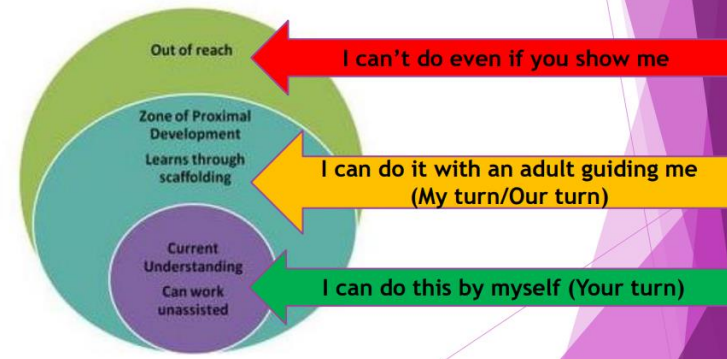 Out of reach
I can't do even if you show me
Zone of Proximal
Development
Learns through
scaffolding
I can do it with an adult guiding me
(My turn/Our turn)
Current
Understanding
Can work
unassisted
I can do this by myself (Your turn)